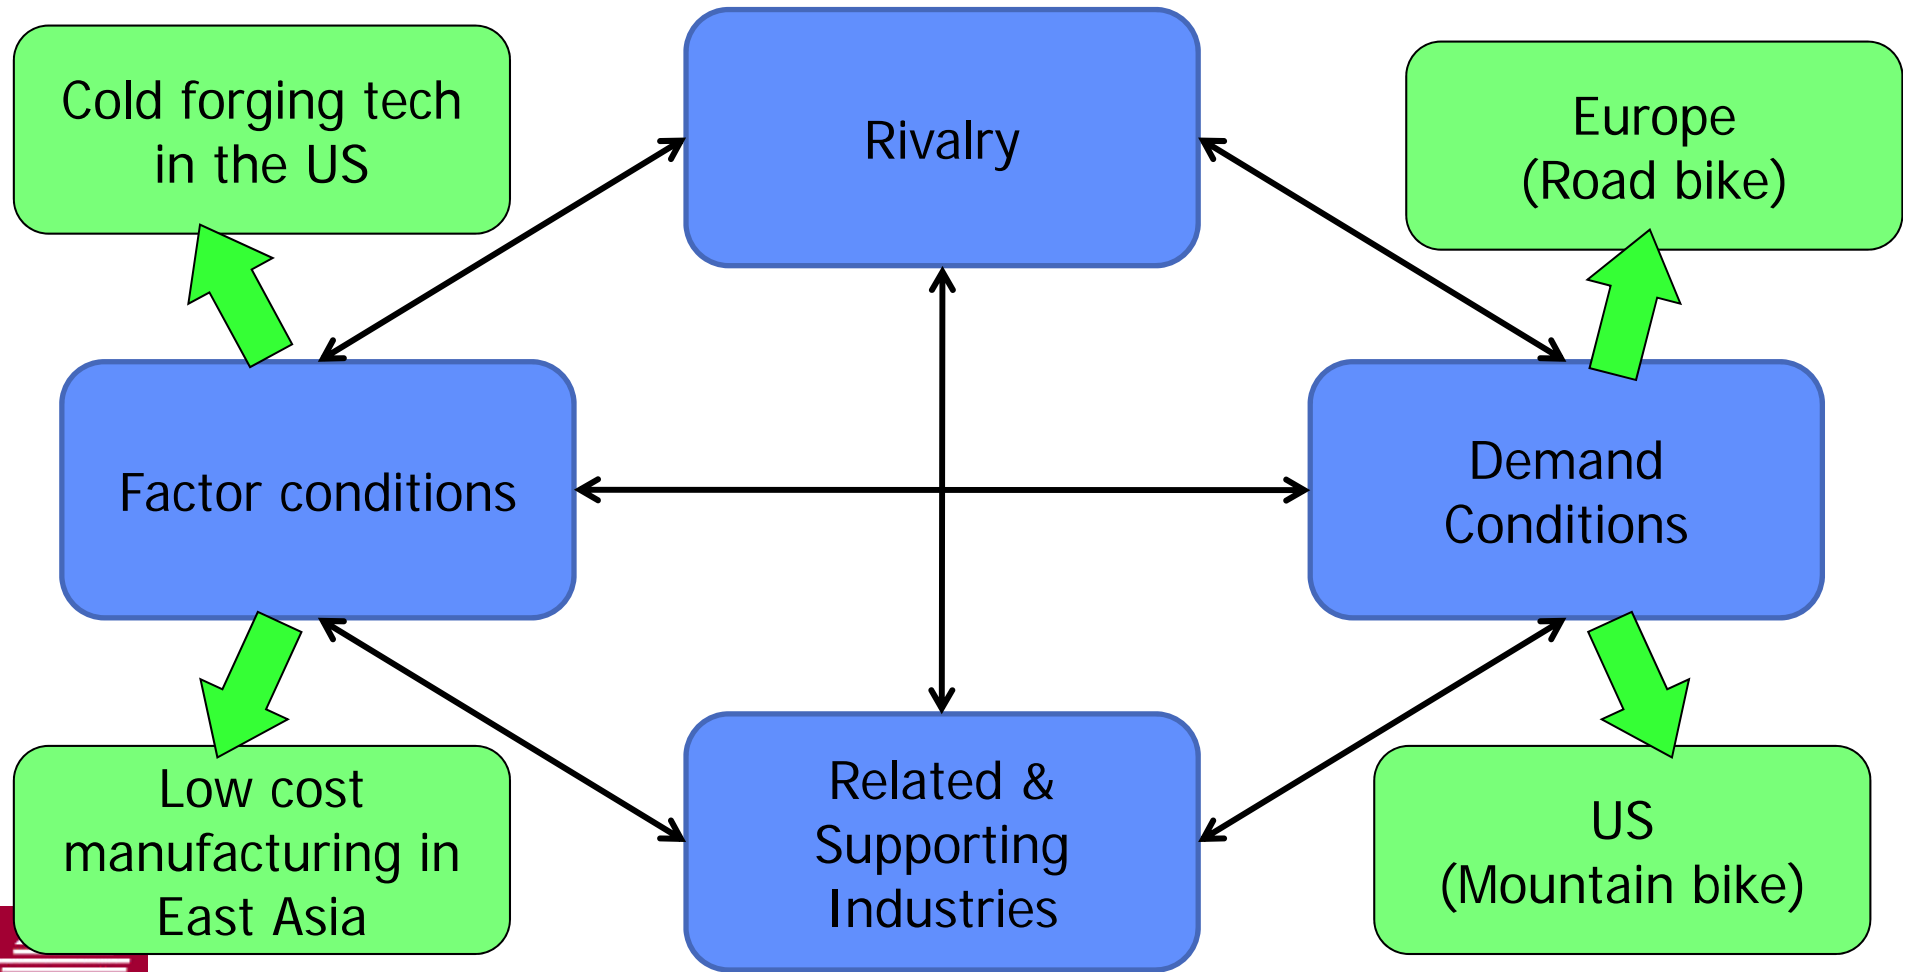 Cold forging tech
in the US
Rivalry
Europe
(Road bike)
Factor conditions
Demand
Conditions
Low cost
manufacturing in
East Asia
Related &
Supporting
Industries
US
(Mountain bike)